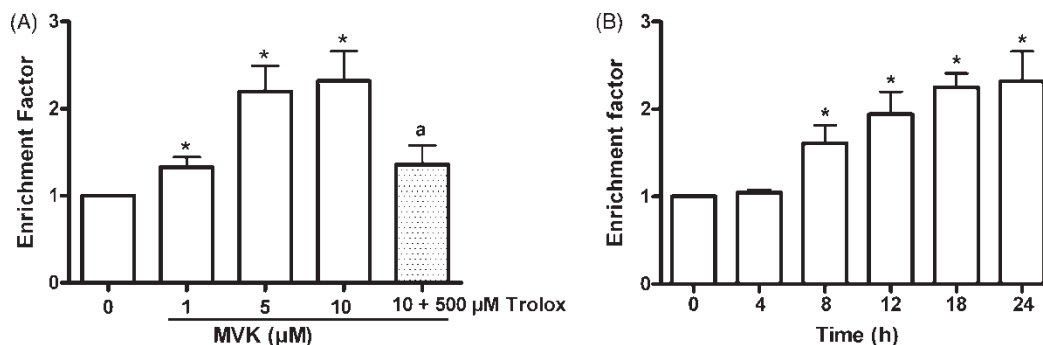 (A)
Enrichment Factor
3
2
1
0
*
*
*
a
0 1 5 10 10 + 500 µM Trolox
MVK (µM)
(B)
Enrichment factor
3
2
1
0
*
*
*
*
0 4 8 12 18 24
Time (h)